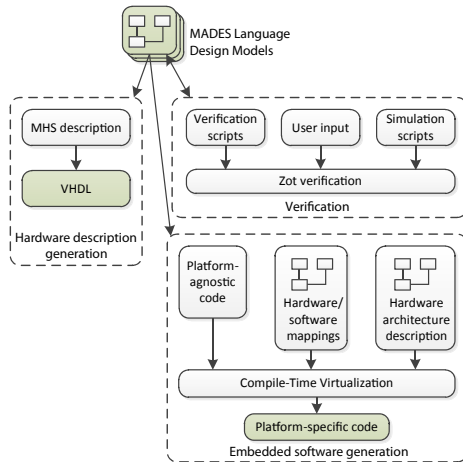 MADES Language
Design Models
MHS description
VHDL
Hardware description
generation
Verification
scripts
User input
Simulation
scripts
Zot verification
Verification
Platform-
agnostic
code
Hardware/
software
mappings
Hardware
architecture
description
Compile-Time Virtualization
Platform-specific code
Embedded software generation